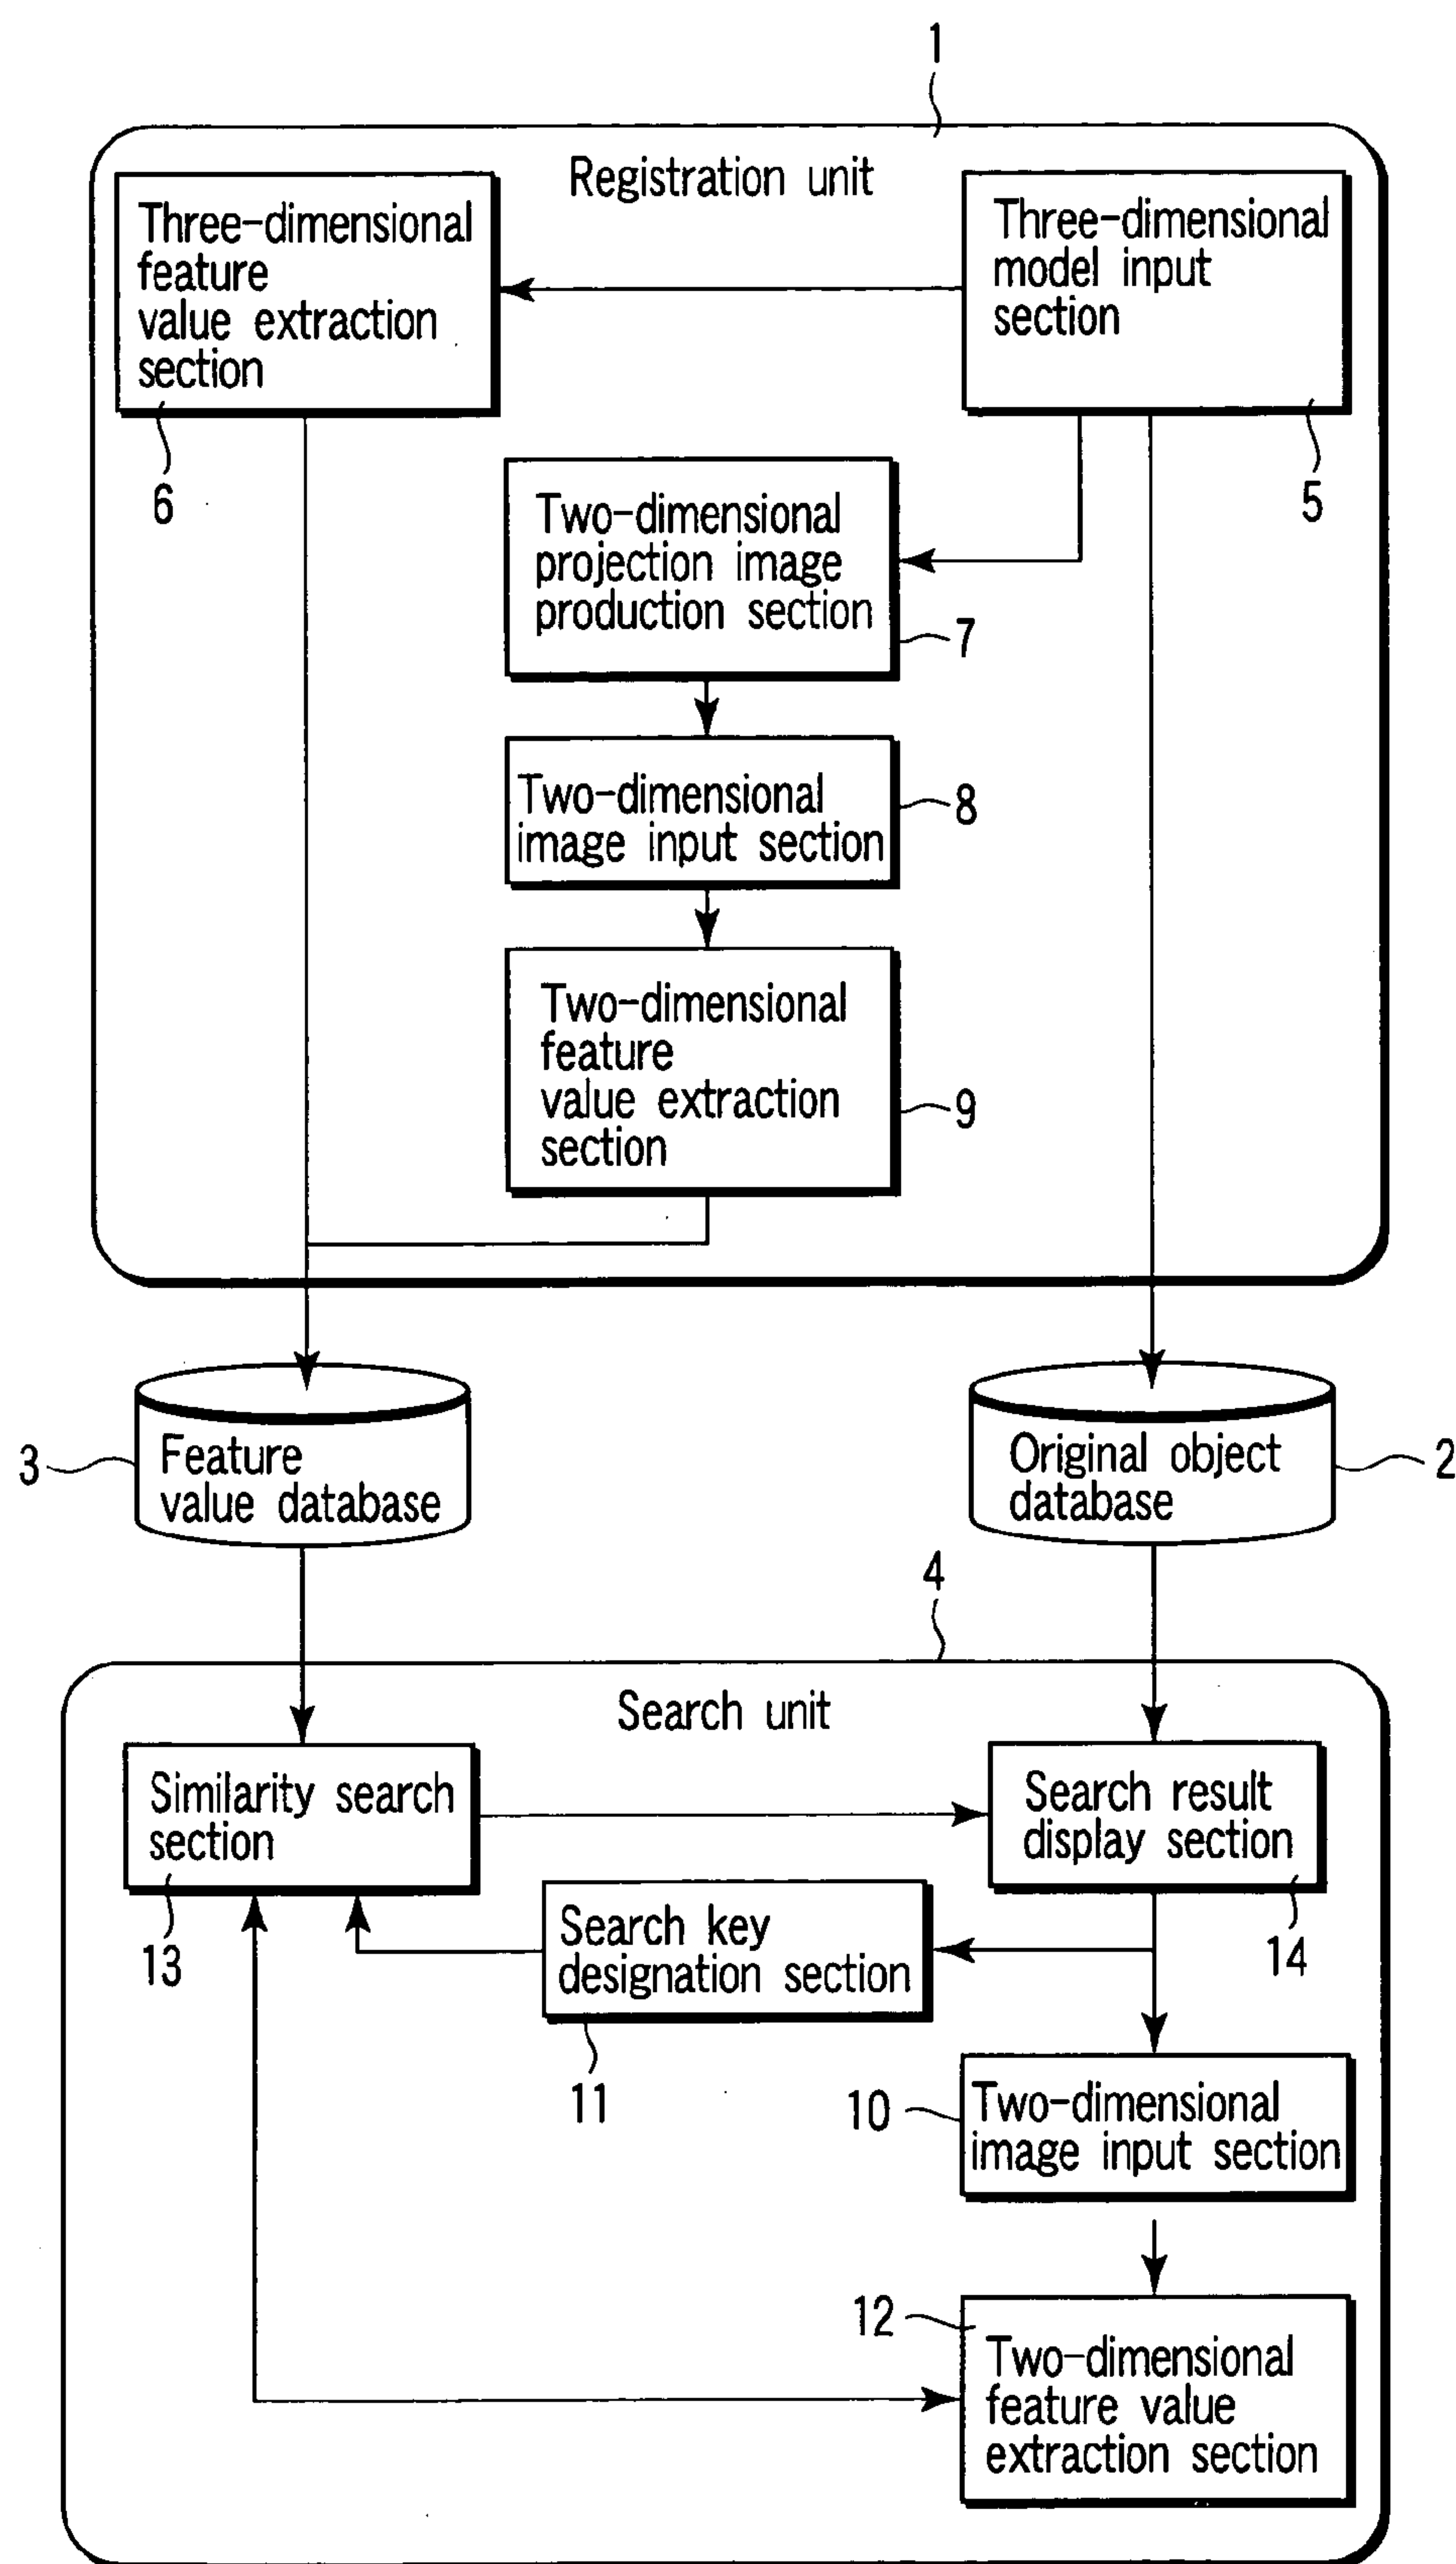 1
Registration unit
Three-dimensional
feature
value extraction
section
6
Three-dimensional
model input
section
5
Two-dimensional
projection image
production section
7
Two-dimensional
image input section
8
Two-dimensional
feature
value extraction
section
9
3
Feature
value database
Original object
database
2
4
Search unit
Similarity search
section
13
Search result
display section
14
Search key
designation section
11
10
Two-dimensional
image input section
12
Two-dimensional
feature value
extraction section